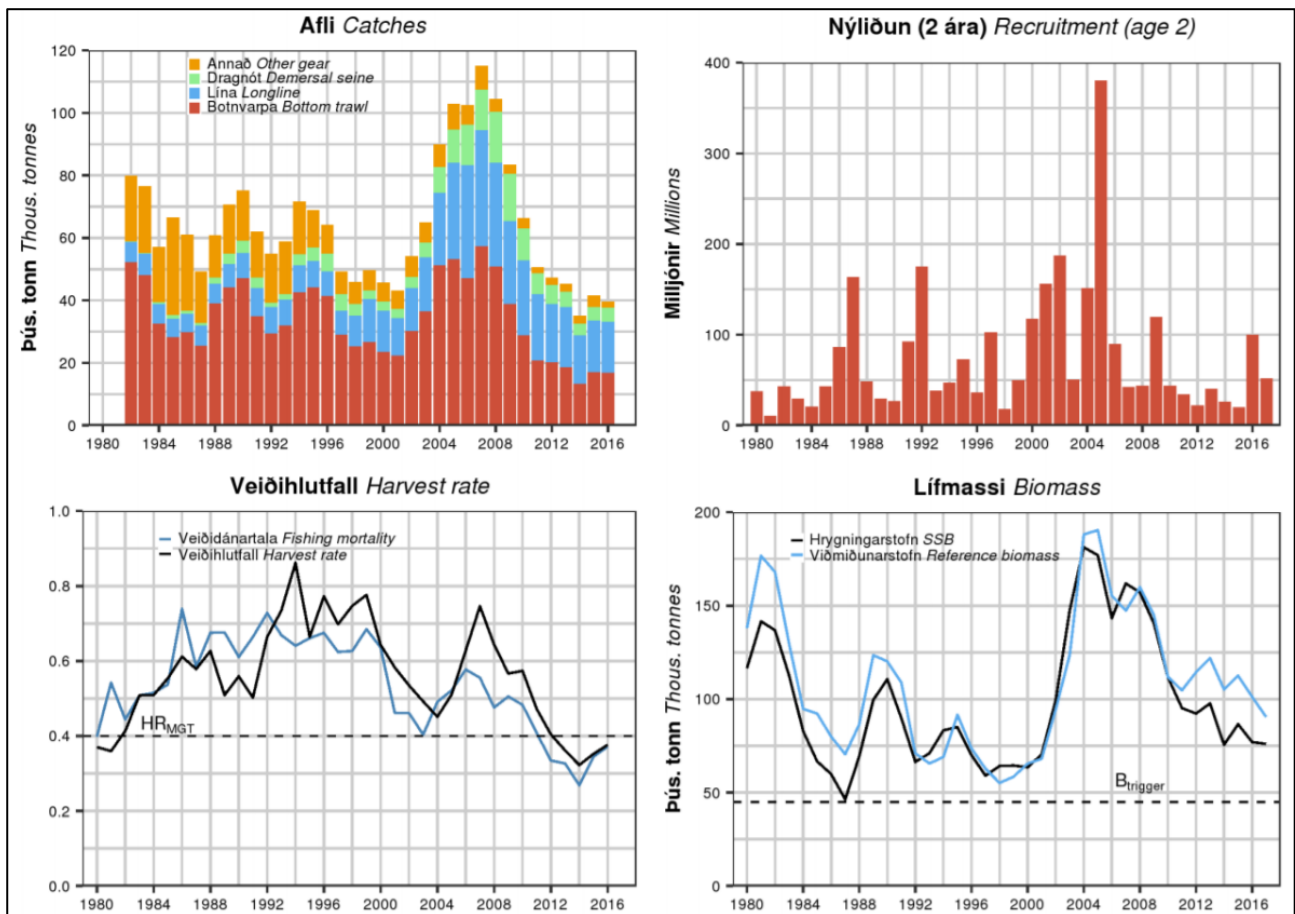 Afli Catches
Þús. tonn Thous. tonnes
120
100
80
60
40
20
0
Annað Other gear
Dragnót Demersal seine
Lína Longline
Botnvarpa Bottom trawl
1980 1984 1988 1992 1996 2000 2004 2008 2012 2016
Nýliðun (2 ára) Recruitment (age 2)
Milljónir Millions
400
300
200
100
0
1980 1984 1988 1992 1996 2000 2004 2008 2012 2016
Veiðihlutfall Harvest rate
1.0
0.8
0.6
0.4
0.2
0.0
Veiðidánartala Fishing mortality
Veiðihlutfall Harvest rate
HRMGT
1980 1984 1988 1992 1996 2000 2004 2008 2012 2016
Lífmassi Biomass
Þús. tonn Thous. tonnes
200
150
100
50
0
Hrygningarstofn SSB
Viðmiðunarstofn Reference biomass
Btrigger
1980 1984 1988 1992 1996 2000 2004 2008 2012 2016